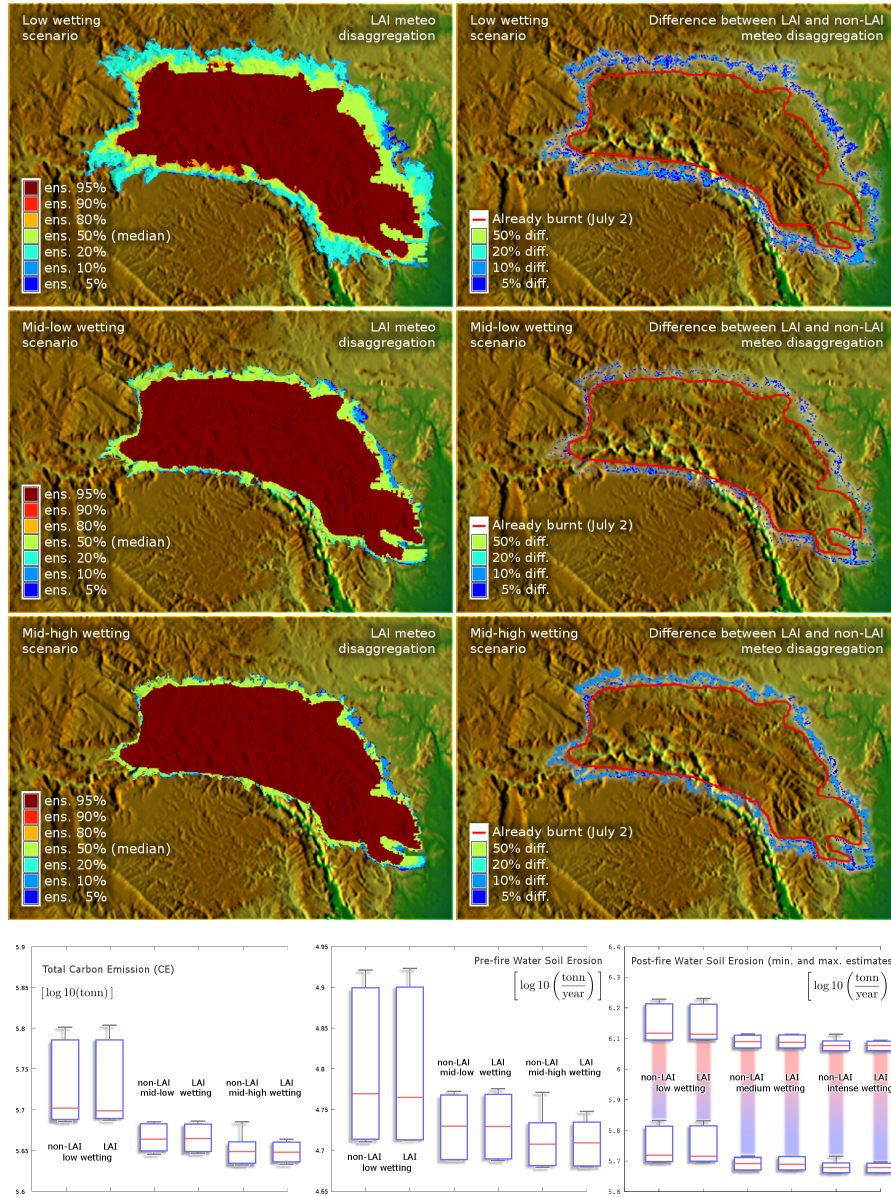 Low wetting
scenario
LAI meteo
disaggregation
ens. 95%
ens. 90%
ens. 80%
ens. 50% (median)
ens. 20%
ens. 10%
ens. 5%
Low wetting
scenario
Difference between LAI and non-LAI
meteo disaggregation
Already burnt (July 2)
50% diff.
20% diff.
10% diff.
5% diff.
Mid-low wetting
scenario
LAI meteo
disaggregation
ens. 95%
ens. 90%
ens. 80%
ens. 50% (median)
ens. 20%
ens. 10%
ens. 5%
Mid-low wetting
scenario
Difference between LAI and non-LAI
meteo disaggregation
Already burnt (July 2)
50% diff.
20% diff.
10% diff.
5% diff.
Mid-high wetting
scenario
LAI meteo
disaggregation
ens. 95%
ens. 90%
ens. 80%
ens. 50% (median)
ens. 20%
ens. 10%
ens. 5%
Mid-high wetting
scenario
Difference between LAI and non-LAI
meteo disaggregation
Already burnt (July 2)
50% diff.
20% diff.
10% diff.
5% diff.
Total Carbon Emission (CE)
[log 10(tonn)]
5.9
5.8
5.7
5.6
non-LAI LAI
mid-low wetting
non-LAI LAI
mid-high wetting
non-LAI LAI
low wetting
Pre-fire Water Soil Erosion
[log 10 (tonn/year)]
4.95
4.9
4.85
4.8
4.75
4.7
4.65
non-LAI LAI
mid-low wetting
non-LAI LAI
mid-high wetting
non-LAI LAI
low wetting
Post-fire Water Soil Erosion (min. and max. estimates
[log 10 (tonn/year)
6.4
6.3
6.2
6.1
6
5.9
5.8
5.7
5.6
non-LAI LAI
low wetting
non-LAI LAI
medium wetting
non-LAI LAI
intense wetting